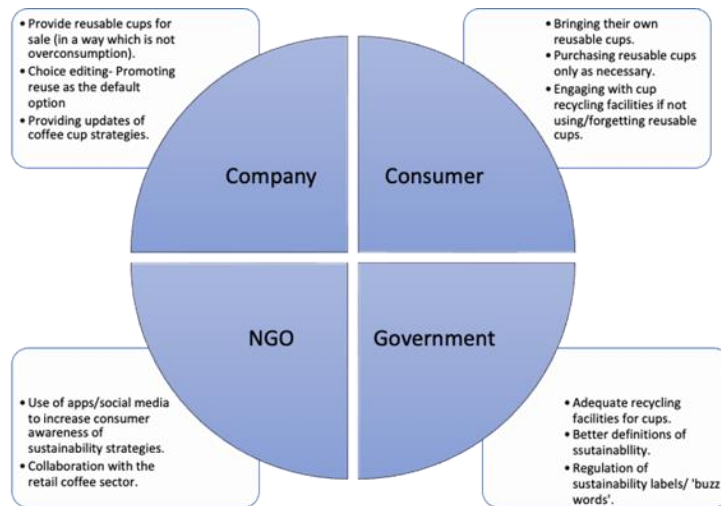 • Provide reusable cups for
sale (in a way which is not
overconsumption).
• Choice editing- Promoting
reuse as the default
option
• Providing updates of
coffee cup strategies.
• Bringing their own
reusable cups.
• Purchasing reusable cups
only as necessary.
• Engaging with cup
recycling facilities if not
using/forgetting reusable
cups.
Company
Consumer
NGO
Government
• Use of apps/social media
to increase consumer
awareness of
sustainability strategies.
• Collaboration with the
retail coffee sector.
• Adequate recycling
facilities for cups.
• Better definitions of
ssutainabllity.
• Regulation of
sustainability labels/ 'buzz
words'.